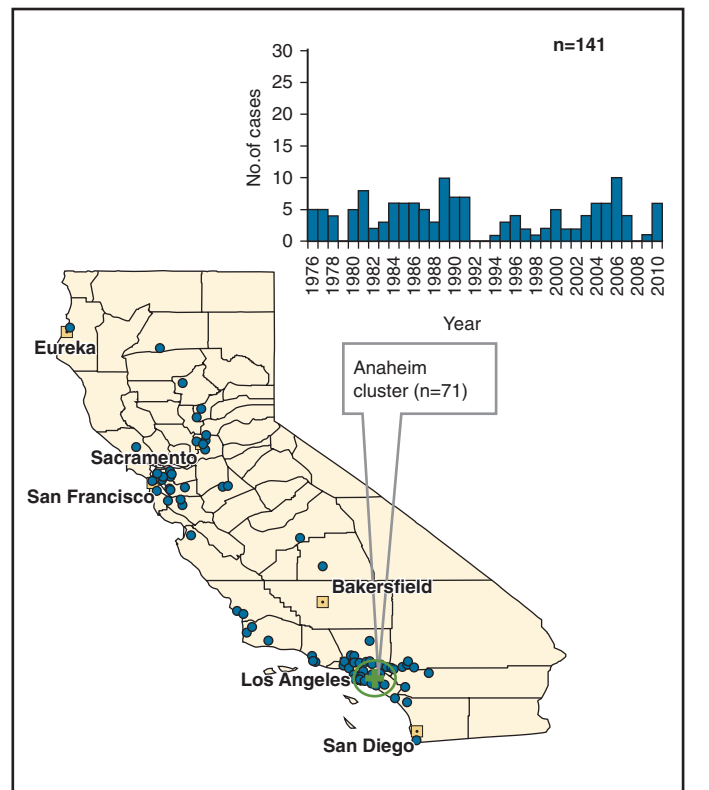 n=141
No.of cases
30
25
20
15
10
5
0
1976
1978
1980
1982
1984
1986
1988
1990
1992
1994
1996
1998
2000
2002
2004
2006
2008
2010
Year
Eureka
Anaheim
cluster (n=71)
Sacramento
San Francisco
Bakersfield
Los Angeles
San Diego